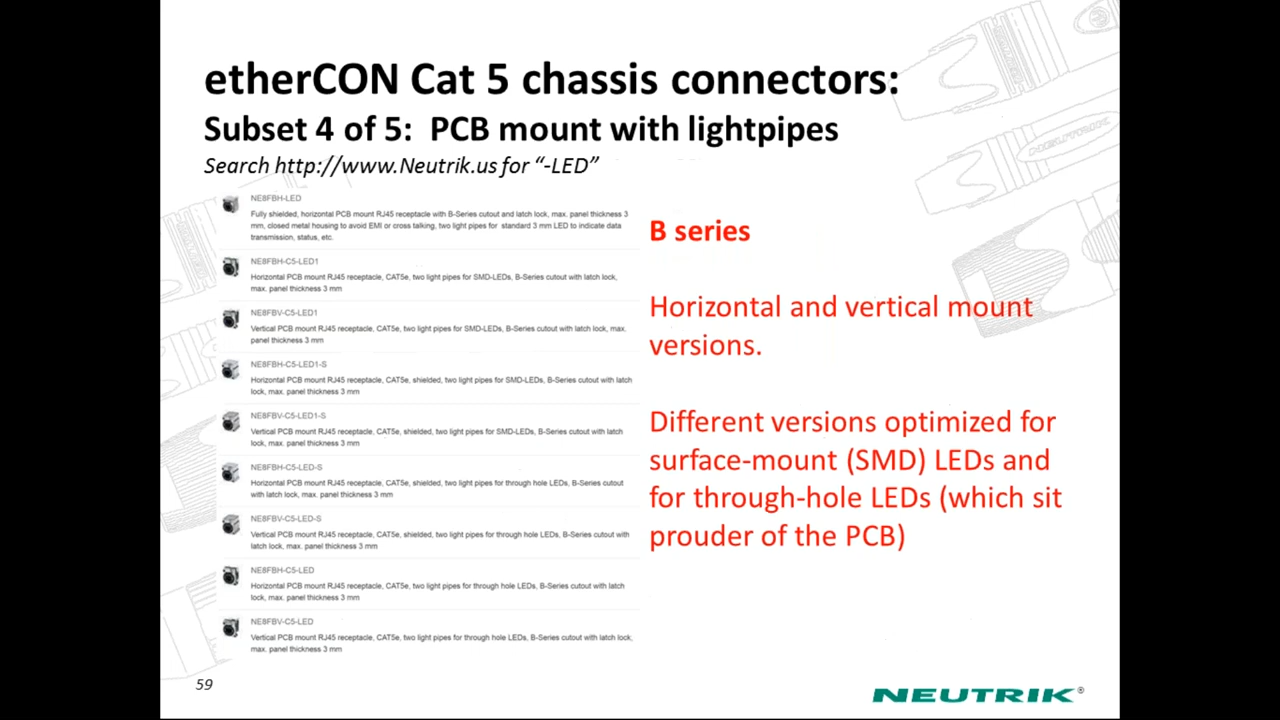 etherCON Cat 5 chassis connectors:
Subset 4 of 5:  PCB mount with lightpipes
Search http://www.Neutrik.us for “-LED”
NE8FBH-LED
Fully shielded, horizontal PCB mount RJ45 receptacle with B-Series cutout and latch lock, max. panel thickness 3
mm, closed metal housing to avoid EMI or cross talking, two light pipes for  standard 3 mm LED to indicate data
transmission, status, etc.
NE8FBH-C5-LED1
Horizontal PCB mount RJ45 receptacle, CAT5e, two light pipes for SMD-LEDs, B-Series cutout with latch lock,
max. panel thickness 3 mm
NE8FBV-C5-LED1
Vertical PCB mount RJ45 receptacle, CAT5e, two light pipes for SMD-LEDs, B-Series cutout with latch lock, max.
panel thickness 3 mm
NE8FBH-C5-LED1-S
Horizontal PCB mount RJ45 receptacle, CAT5e, shielded, two light pipes for SMD-LEDs, B-Series cutout with latch
lock, max. panel thickness 3 mm
NE8FBV-C5-LED1-S
Vertical PCB mount RJ45 receptacle, CAT5e, shielded, two light pipes for SMD-LEDs, B-Series cutout with latch
lock, max. panel thickness 3 mm
NE8FBH-C5-LED-S
Horizontal PCB mount RJ45 receptacle, CAT5e, shielded, two light pipes for through hole LEDs, B-Series cutout
with latch lock, max. panel thickness 3 mm
NE8FBV-C5-LED-S
Vertical PCB mount RJ45 receptacle, CAT5e, shielded, two light pipes for through hole LEDs, B-Series cutout with
latch lock, max. panel thickness 3 mm
NE8FBH-C5-LED
Horizontal PCB mount RJ45 receptacle, CAT5e, two light pipes for through hole LEDs, B-Series cutout with latch
lock, max. panel thickness 3 mm
NE8FBV-C5-LED
Vertical PCB mount RJ45 receptacle, CAT5e, two light pipes for through hole LEDs, B-Series cutout with latch lock,
max. panel thickness 3 mm
B series
Horizontal and vertical mount
versions.
Different versions optimized for
surface-mount (SMD) LEDs and
for through-hole LEDs (which sit
prouder of the PCB)
NEUTRIK
59
NEUTRIK®